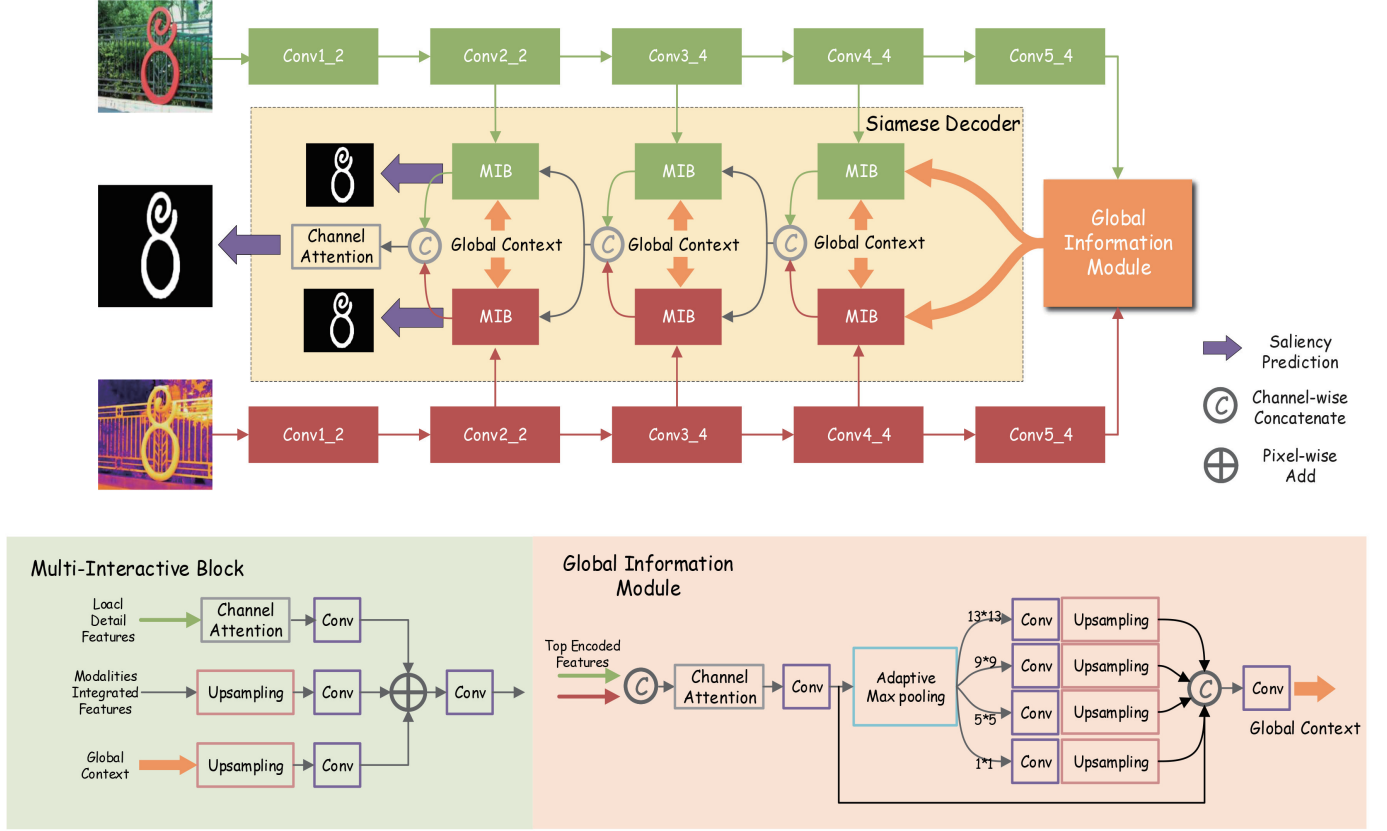 Conv1_2
Conv2_2
Conv3_4
Conv4_4
Conv5_4
Siamese Decoder
MIB
MIB
MIB
Global
Information
Module
Channel
Attention
C
Global Context
C
Global Context
C
Global Context
MIB
MIB
MIB
Saliency
Prediction
C
Channel-wise
Concatenate
Pixel-wise
Add
Conv1_2
Conv2_2
Conv3_4
Conv4_4
Conv5_4
Multi-Interactive Block
Loacl
Detail
Features
Channel
Attention
Conv
Modalities
Integrated
Features
Upsampling
Conv
Conv
Global
Context
Upsampling
Conv
Global Information
Module
Top Encoded
Features
C
Channel
Attention
Conv
Adaptive
Max pooling
13*13
Conv
Upsampling
9*9
Conv
Upsampling
5*5
Conv
Upsampling
1*1
Conv
Upsampling
C
Conv
Global Context